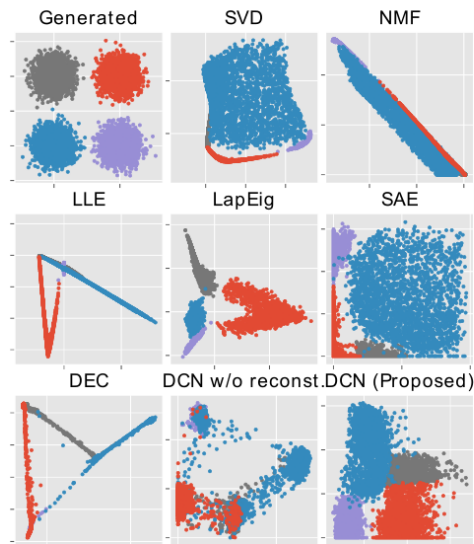 Generated SVD NMF
LLE LapEig SAE
DEC DCN w/o reconst. DCN (Proposed)